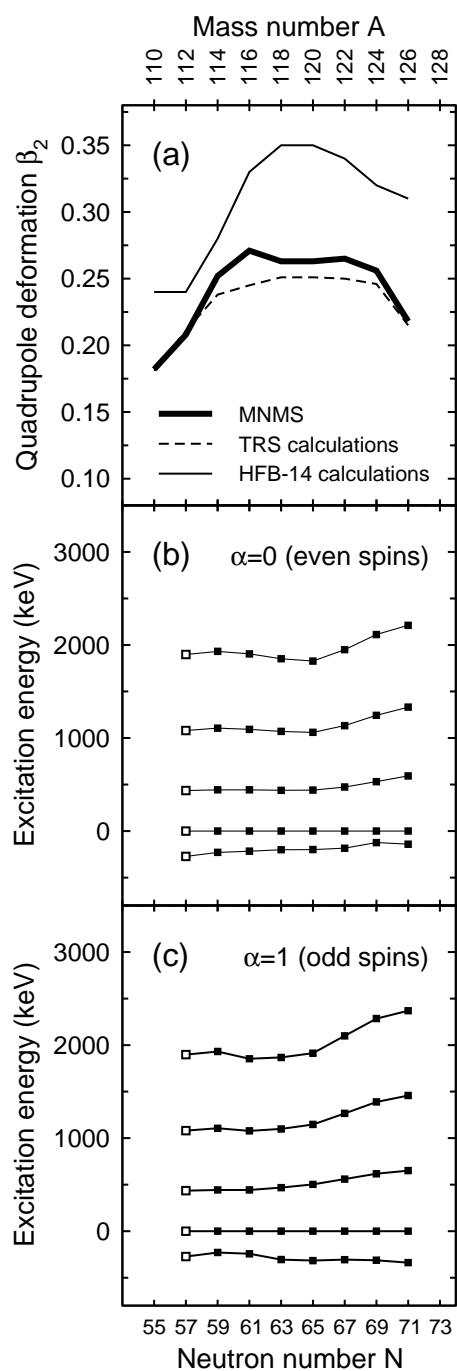 Mass number A
110 112 114 116 118 120 122 124 126 128
Quadrupole deformation β2
(a)
0.35
0.30
0.25
0.20
0.15
0.10
MNMS
TRS calculations
HFB-14 calculations
Excitation energy (keV)
(b) α=0 (even spins)
3000
2000
1000
0
Excitation energy (keV)
(c) α=1 (odd spins)
3000
2000
1000
0
55 57 59 61 63 65 67 69 71 73
Neutron number N